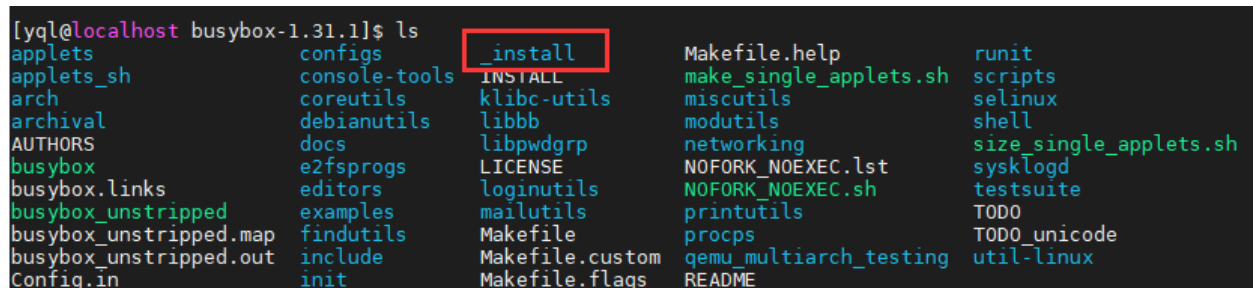 [yql@localhost busybox-1.31.1]$ ls
applets configs _install Makefile.help runit
applets_sh console-tools INSTALL make_single_applets.sh scripts
arch coreutils klibc-utils miscutils selinux
archival debianutils libbb modutils shell
AUTHORS docs libpwdgrp networking size_single_applets.sh
busybox e2fsprogs LICENSE NOFORK_NOEXEC.lst sysklogd
busybox.links editors loginutils NOFORK_NOEXEC.sh testsuite
busybox_unstripped examples mailutils printutils TODO
busybox_unstripped.map findutils Makefile procps TODO_unicode
busybox_unstripped.out include Makefile.custom qemu_multiarch_testing util-linux
Config.in init Makefile.flags README